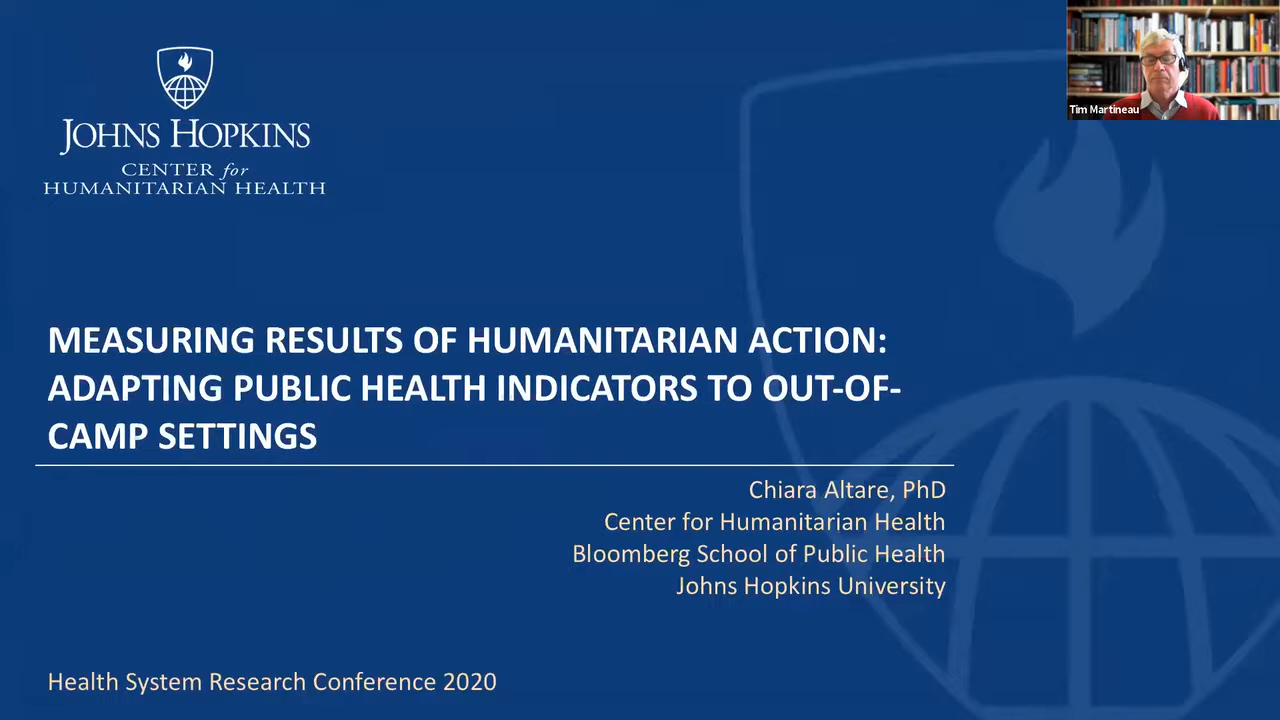 JOHNS HOPKINS
CENTER for
HUMANITARIAN HEALTH
Tim Martineau
MEASURING RESULTS OF HUMANITARIAN ACTION:
ADAPTING PUBLIC HEALTH INDICATORS TO OUT-OF-
CAMP SETTINGS
Chiara Altare, PhD
Center for Humanitarian Health
Bloomberg School of Public Health
Johns Hopkins University
Health System Research Conference 2020